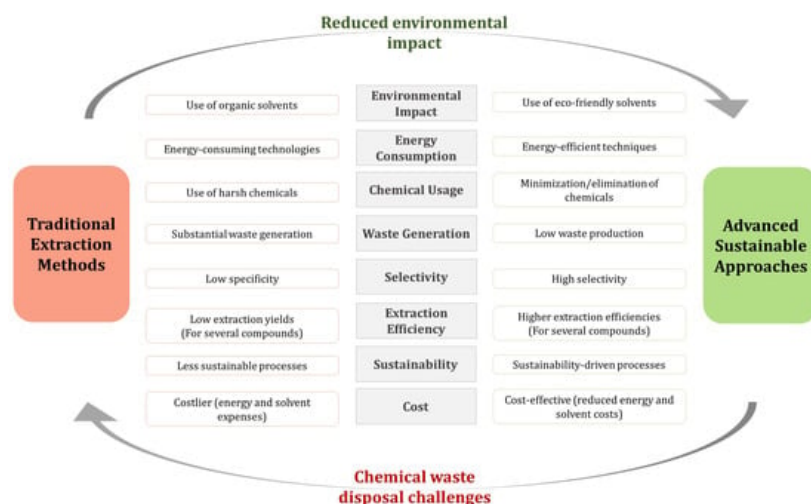 Reduced environmental
impact
Use of organic solvents
Environmental
Impact
Use of eco-friendly solvents
Energy-consuming technologies
Energy
Consumption
Energy-efficient techniques
Use of harsh chemicals
Chemical Usage
Minimization/elimination of
chemicals
Traditional
Extraction
Methods
Substantial waste generation
Waste Generation
Low waste production
Advanced
Sustainable
Approaches
Low specificity
Selectivity
High selectivity
Low extraction yields
(For several compounds)
Extraction
Efficiency
Higher extraction efficiencies
(For several compounds)
Less sustainable processes
Sustainability
Sustainability-driven processes
Costlier (energy and solvent
expenses)
Cost
Cost-effective (reduced energy and
solvent costs)
Chemical waste
disposal challenges